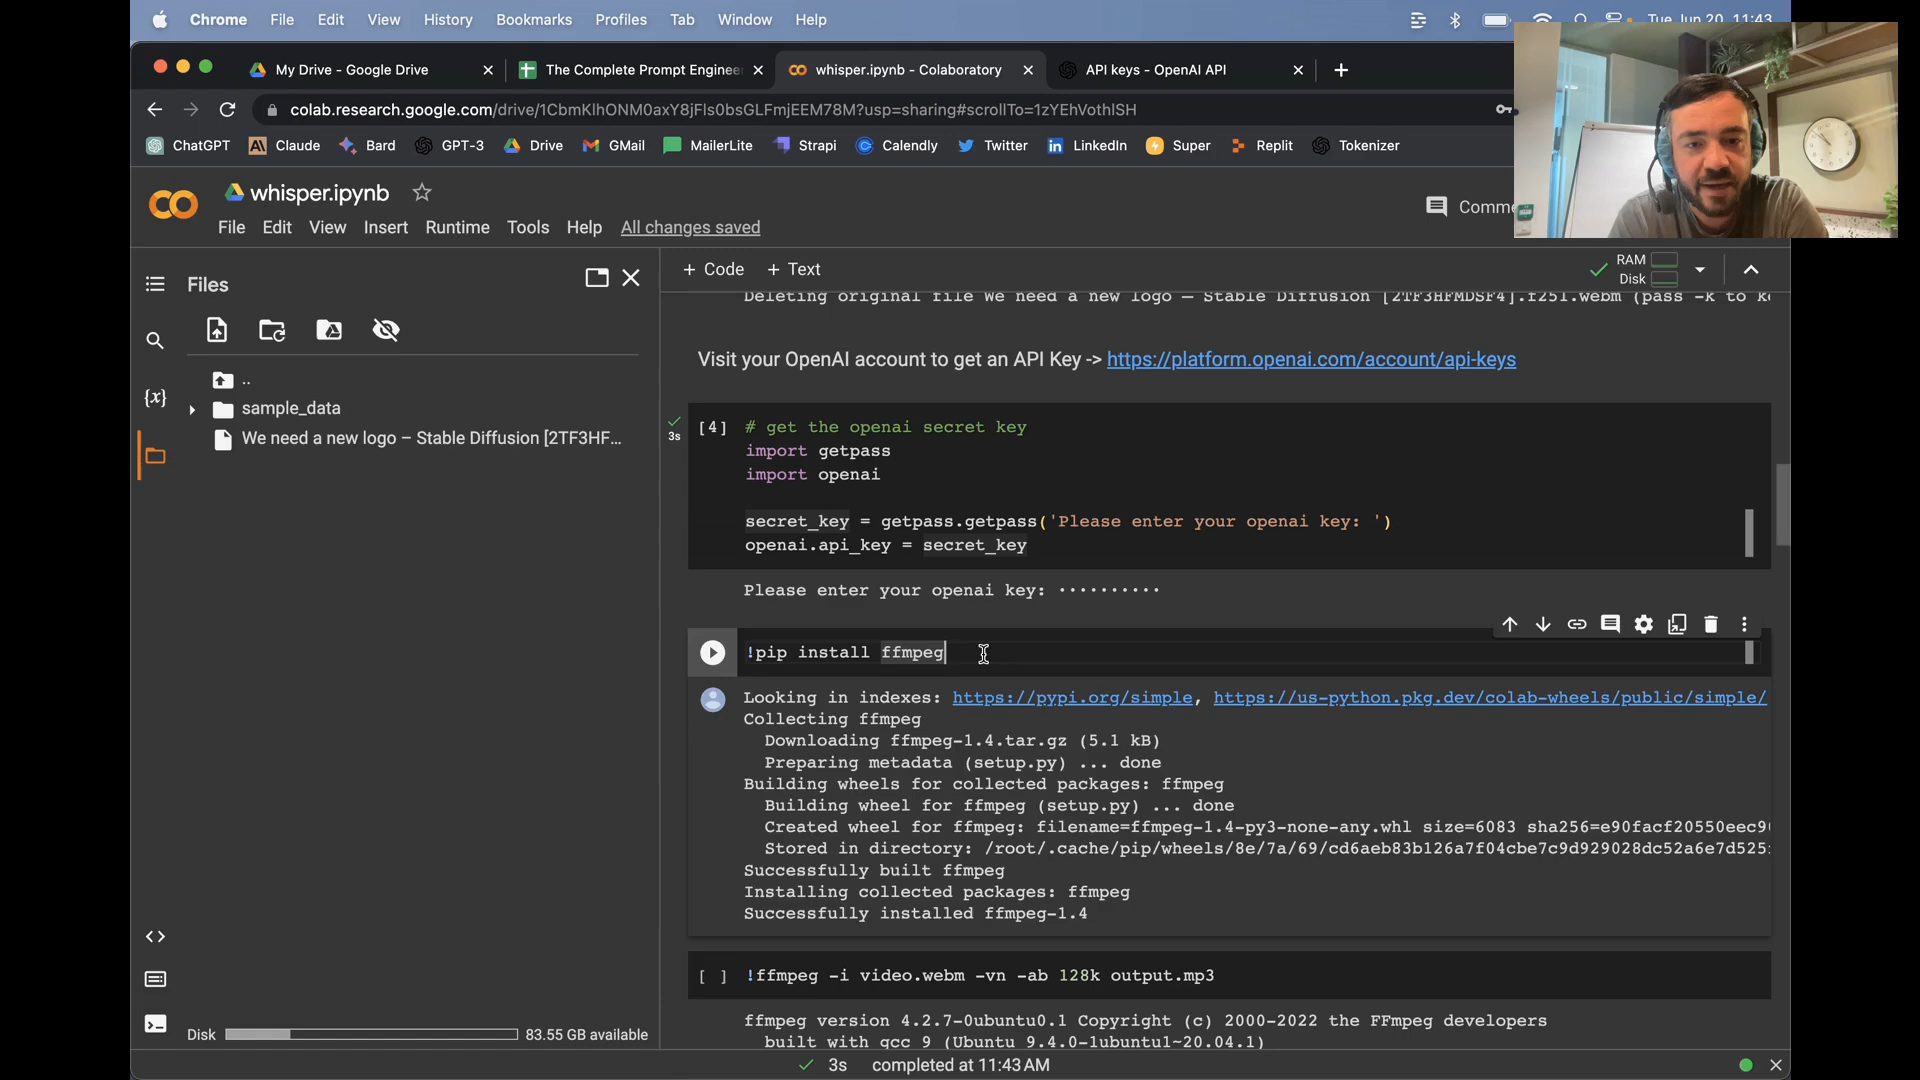 Chrome File Edit View History Bookmarks Profiles Tab Window Help Tue Jun 20 11:43
My Drive - Google Drive The Complete Prompt Enginee whisper.ipynb - Colaboratory API keys - OpenAI API
colab.research.google.com/drive/1CbmKlhONM0axY8jFls0bsGLFmjEEM78M?usp=sharing#scrollTo=1zYEhVothlSH
ChatGPT Claude Bard GPT-3 Drive GMail MailerLite Strapi Calendly Twitter LinkedIn Super Replit Tokenizer
whisper.ipynb
File Edit View Insert Runtime Tools Help All changes saved
Comme
Files
+ Code + Text
RAM
Disk
..
sample_data
We need a new logo – Stable Diffusion [2TF3HF...
Disk 83.55 GB available
Deleting original file We need a new logo – Stable Diffusion [2TF3HFMDSF4].f251.webm (pass -k to ke
Visit your OpenAI account to get an API Key -> https://platform.openai.com/account/api-keys
3s
[4] # get the openai secret key
import getpass
import openai
secret_key = getpass.getpass('Please enter your openai key: ')
openai.api_key = secret_key
Please enter your openai key: ··········
!pip install ffmpeg
Looking in indexes: https://pypi.org/simple, https://us-python.pkg.dev/colab-wheels/public/simple/
Collecting ffmpeg
Downloading ffmpeg-1.4.tar.gz (5.1 kB)
Preparing metadata (setup.py) ... done
Building wheels for collected packages: ffmpeg
Building wheel for ffmpeg (setup.py) ... done
Created wheel for ffmpeg: filename=ffmpeg-1.4-py3-none-any.whl size=6083 sha256=e90facf20550eec9
Stored in directory: /root/.cache/pip/wheels/8e/7a/69/cd6aeb83b126a7f04cbe7c9d929028dc52a6e7d525
Successfully built ffmpeg
Installing collected packages: ffmpeg
Successfully installed ffmpeg-1.4
[ ] !ffmpeg -i video.webm -vn -ab 128k output.mp3
ffmpeg version 4.2.7-0ubuntu0.1 Copyright (c) 2000-2022 the FFmpeg developers
built with gcc 9 (Ubuntu 9.4.0-1ubuntu1~20.04.1)
3s completed at 11:43 AM